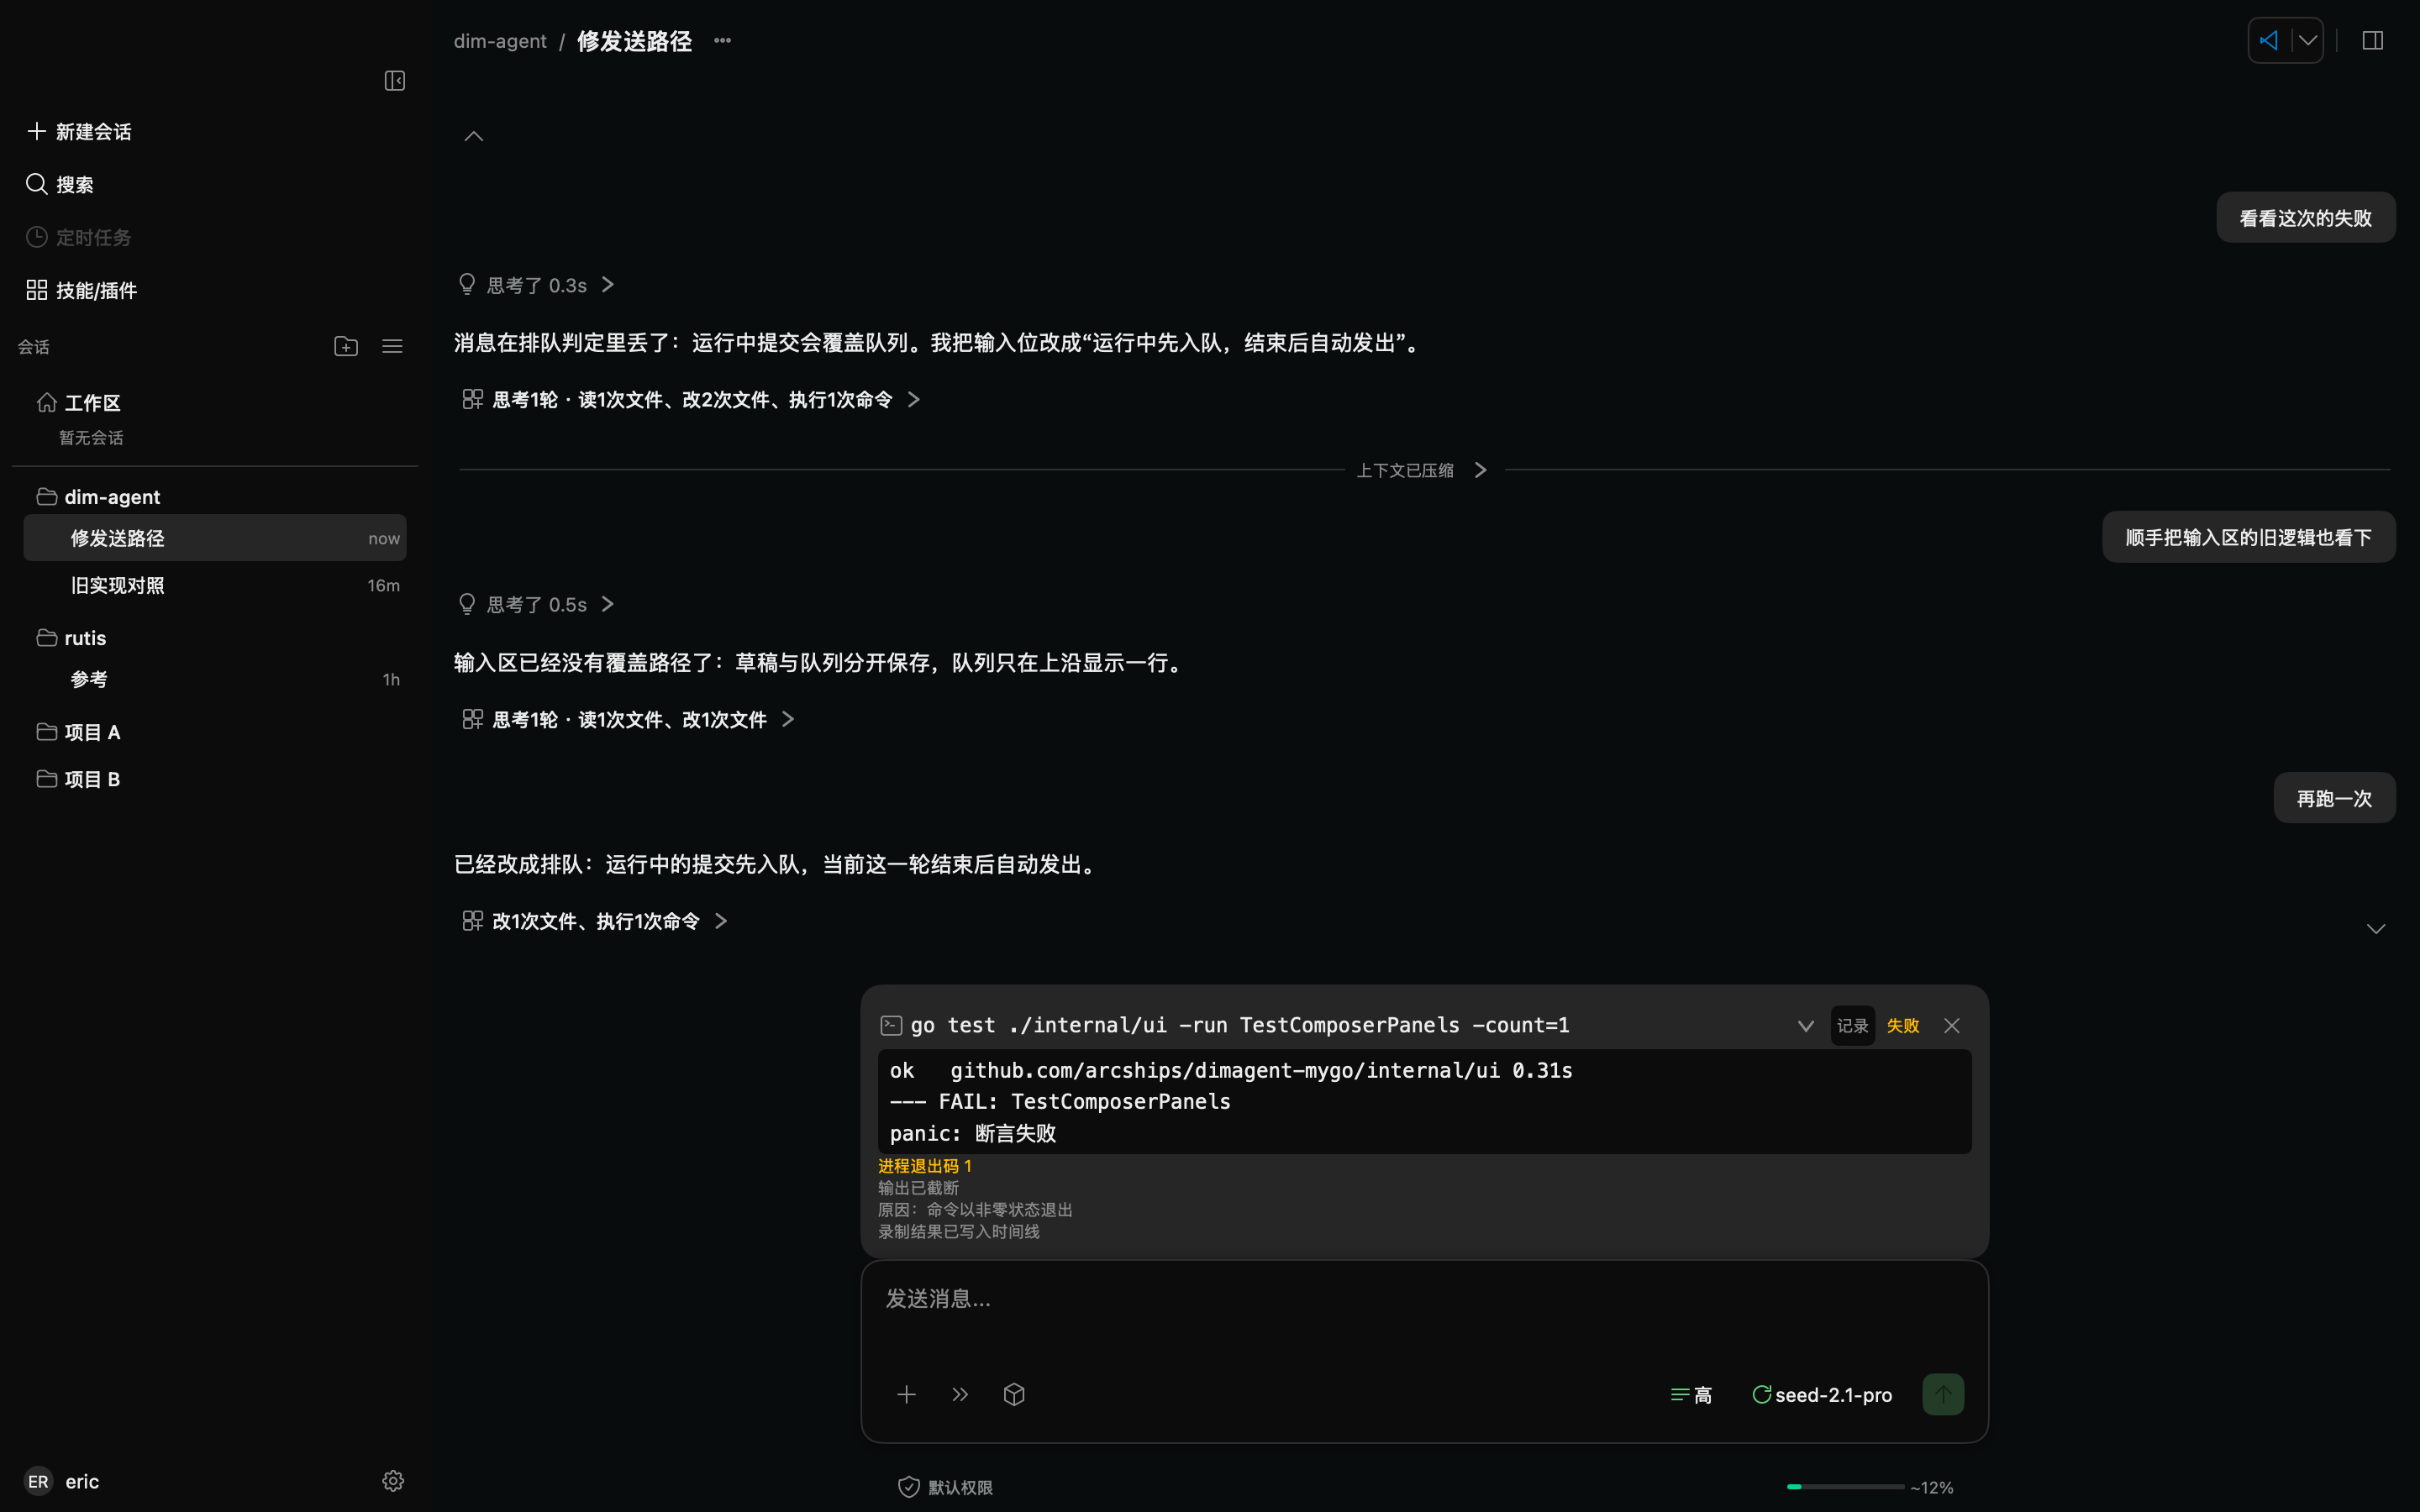 dim-agent / 修发送路径
新建会话
搜索
定时任务
技能/插件
会话
工作区
暂无会话
dim-agent
修发送路径 now
旧实现对照 16m
rutis
参考 1h
项目 A
项目 B
ER eric
看看这次的失败
思考了 0.3s
消息在排队判定里丢了：运行中提交会覆盖队列。我把输入位改成“运行中先入队，结束后自动发出”。
思考1轮 · 读1次文件、改2次文件、执行1次命令
上下文已压缩
顺手把输入区的旧逻辑也看下
思考了 0.5s
输入区已经没有覆盖路径了：草稿与队列分开保存，队列只在上沿显示一行。
思考1轮 · 读1次文件、改1次文件
再跑一次
已经改成排队：运行中的提交先入队，当前这一轮结束后自动发出。
改1次文件、执行1次命令
go test ./internal/ui -run TestComposerPanels -count=1 记录 失败
ok github.com/arcships/dimagent-mygo/internal/ui 0.31s
--- FAIL: TestComposerPanels
panic: 断言失败
进程退出码 1
输出已截断
原因：命令以非零状态退出
录制结果已写入时间线
发送消息...
高 seed-2.1-pro
默认权限 ~12%